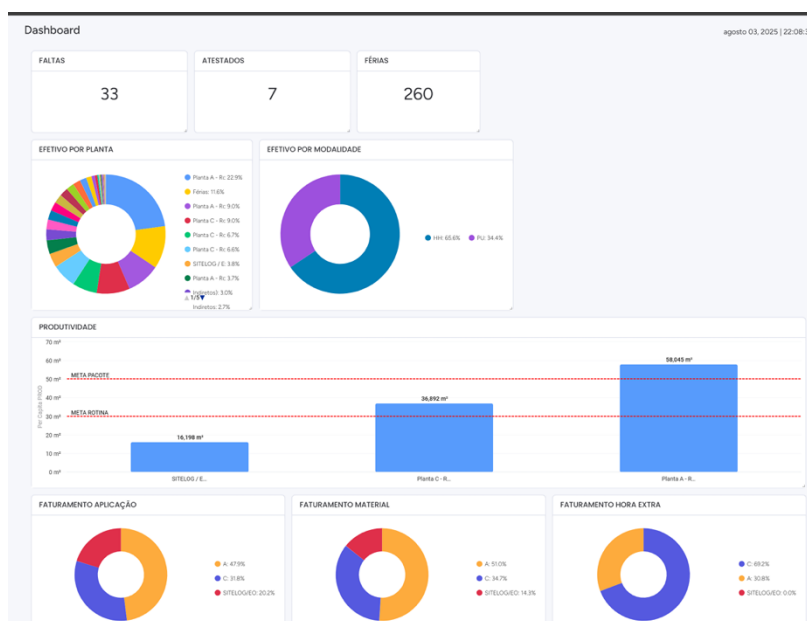 Dashboard
agosto 03, 2025 | 22:08:3
FALTAS
33
ATESTADOS
7
FÉRIAS
260
EFETIVO POR PLANTA
Planta A - Rc 22.9%
Férias: 11.6%
Planta A - Rc 9.0%
Planta C - Rc 9.0%
Planta C - Rc 6.7%
Planta C - Rc 6.6%
SITELOG / E: 3.8%
Planta A - Rc 3.7%
Indiretos): 3.0%
1/5
Indiretos: 2.7%
EFETIVO POR MODALIDADE
HH: 65.6%
PU: 34.4%
PRODUTIVIDADE
Per Capita PROD
70 m²
60 m²
50 m²
40 m²
30 m²
20 m²
10 m²
0 m²
META PACOTE
META ROTINA
16,198 m²
36,892 m²
58,045 m²
SITELOG / E...
Planta C - R...
Planta A - R...
FATURAMENTO APLICAÇÃO
A: 47.9%
C: 31.8%
SITELOG/EO: 20.2%
FATURAMENTO MATERIAL
A: 51.0%
C: 34.7%
SITELOG/EO: 14.3%
FATURAMENTO HORA EXTRA
C: 69.2%
A: 30.8%
SITELOG/EO: 0.0%